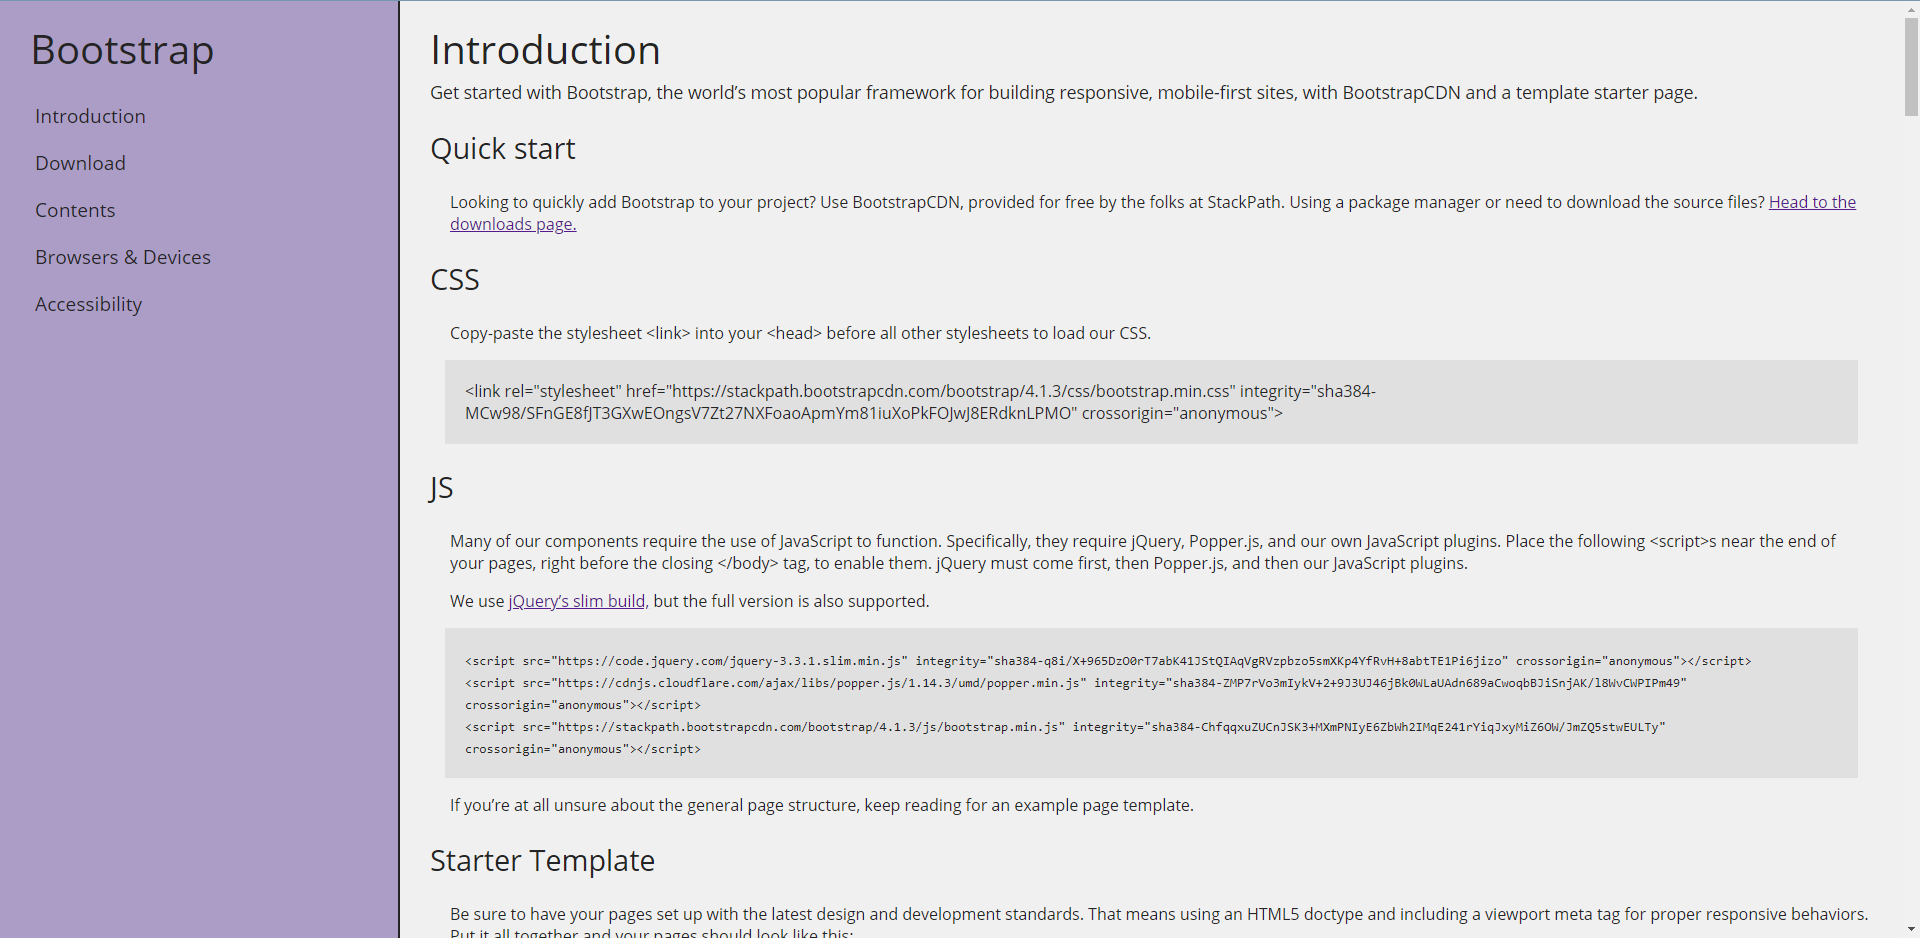 Bootstrap
Introduction
Download
Contents
Browsers & Devices
Accessibility
Introduction
Get started with Bootstrap, the world’s most popular framework for building responsive, mobile-first sites, with BootstrapCDN and a template starter page.
Quick start
Looking to quickly add Bootstrap to your project? Use BootstrapCDN, provided for free by the folks at StackPath. Using a package manager or need to download the source files? Head to the
downloads page.
CSS
Copy-paste the stylesheet <link> into your <head> before all other stylesheets to load our CSS.
<link rel="stylesheet" href="https://stackpath.bootstrapcdn.com/bootstrap/4.1.3/css/bootstrap.min.css" integrity="sha384-
MCw98/SFnGE8fJT3GXwEOngsV7Zt27NXFoaoApmYm81iuXoPkFOJwJ8ERdknLPMO" crossorigin="anonymous">
JS
Many of our components require the use of JavaScript to function. Specifically, they require jQuery, Popper.js, and our own JavaScript plugins. Place the following <script>s near the end of
your pages, right before the closing </body> tag, to enable them. jQuery must come first, then Popper.js, and then our JavaScript plugins.
We use jQuery’s slim build, but the full version is also supported.
<script src="https://code.jquery.com/jquery-3.3.1.slim.min.js" integrity="sha384-q8i/X+965DzO0rT7abK41JStQIAqVgRVzpbzo5smXKp4YfRvH+8abtTE1Pi6jizo" crossorigin="anonymous"></script>
<script src="https://cdnjs.cloudflare.com/ajax/libs/popper.js/1.14.3/umd/popper.min.js" integrity="sha384-ZMP7rVo3mIykV+2+9J3UJ46jBk0WLaUAdn689aCwoqbBJiSnjAK/l8WvCWPIPm49"
crossorigin="anonymous"></script>
<script src="https://stackpath.bootstrapcdn.com/bootstrap/4.1.3/js/bootstrap.min.js" integrity="sha384-ChfqqxuZUCnJSK3+MXmPNIyE6ZbWh2IMqE241rYiqJxyMiZ6OW/JmZQ5stwEULTy"
crossorigin="anonymous"></script>
If you’re at all unsure about the general page structure, keep reading for an example page template.
Starter Template
Be sure to have your pages set up with the latest design and development standards. That means using an HTML5 doctype and including a viewport meta tag for proper responsive behaviors.
Put it all together and your pages should look like this: